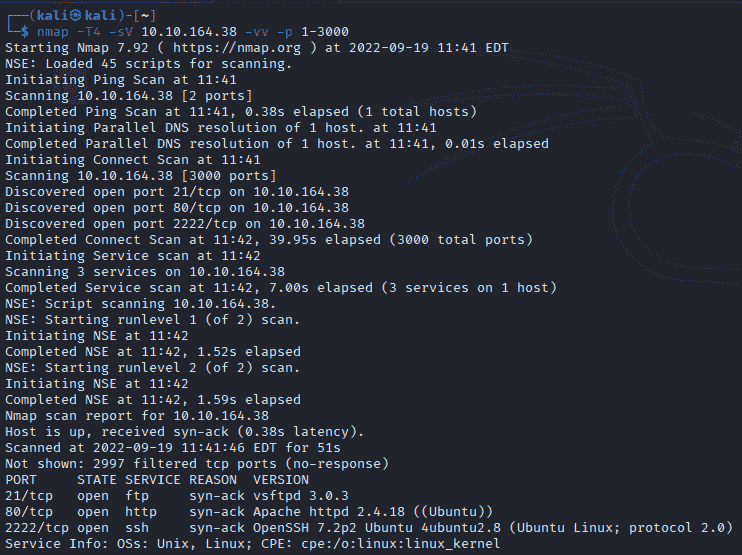 ┌──(kali㉿kali)-[~]
└─$ nmap -T4 -sV 10.10.164.38 -vv -p 1-3000
Starting Nmap 7.92 ( https://nmap.org ) at 2022-09-19 11:41 EDT
NSE: Loaded 45 scripts for scanning.
Initiating Ping Scan at 11:41
Scanning 10.10.164.38 [2 ports]
Completed Ping Scan at 11:41, 0.38s elapsed (1 total hosts)
Initiating Parallel DNS resolution of 1 host. at 11:41
Completed Parallel DNS resolution of 1 host. at 11:41, 0.01s elapsed
Initiating Connect Scan at 11:41
Scanning 10.10.164.38 [3000 ports]
Discovered open port 21/tcp on 10.10.164.38
Discovered open port 80/tcp on 10.10.164.38
Discovered open port 2222/tcp on 10.10.164.38
Completed Connect Scan at 11:42, 39.95s elapsed (3000 total ports)
Initiating Service scan at 11:42
Scanning 3 services on 10.10.164.38
Completed Service scan at 11:42, 7.00s elapsed (3 services on 1 host)
NSE: Script scanning 10.10.164.38.
NSE: Starting runlevel 1 (of 2) scan.
Initiating NSE at 11:42
Completed NSE at 11:42, 1.52s elapsed
NSE: Starting runlevel 2 (of 2) scan.
Initiating NSE at 11:42
Completed NSE at 11:42, 1.59s elapsed
Nmap scan report for 10.10.164.38
Host is up, received syn-ack (0.38s latency).
Scanned at 2022-09-19 11:41:46 EDT for 51s
Not shown: 2997 filtered tcp ports (no-response)
PORT     STATE SERVICE REASON  VERSION
21/tcp   open  ftp     syn-ack vsftpd 3.0.3
80/tcp   open  http    syn-ack Apache httpd 2.4.18 ((Ubuntu))
2222/tcp open  ssh     syn-ack OpenSSH 7.2p2 Ubuntu 4ubuntu2.8 (Ubuntu Linux; protocol 2.0)
Service Info: OSs: Unix, Linux; CPE: cpe:/o:linux:linux_kernel